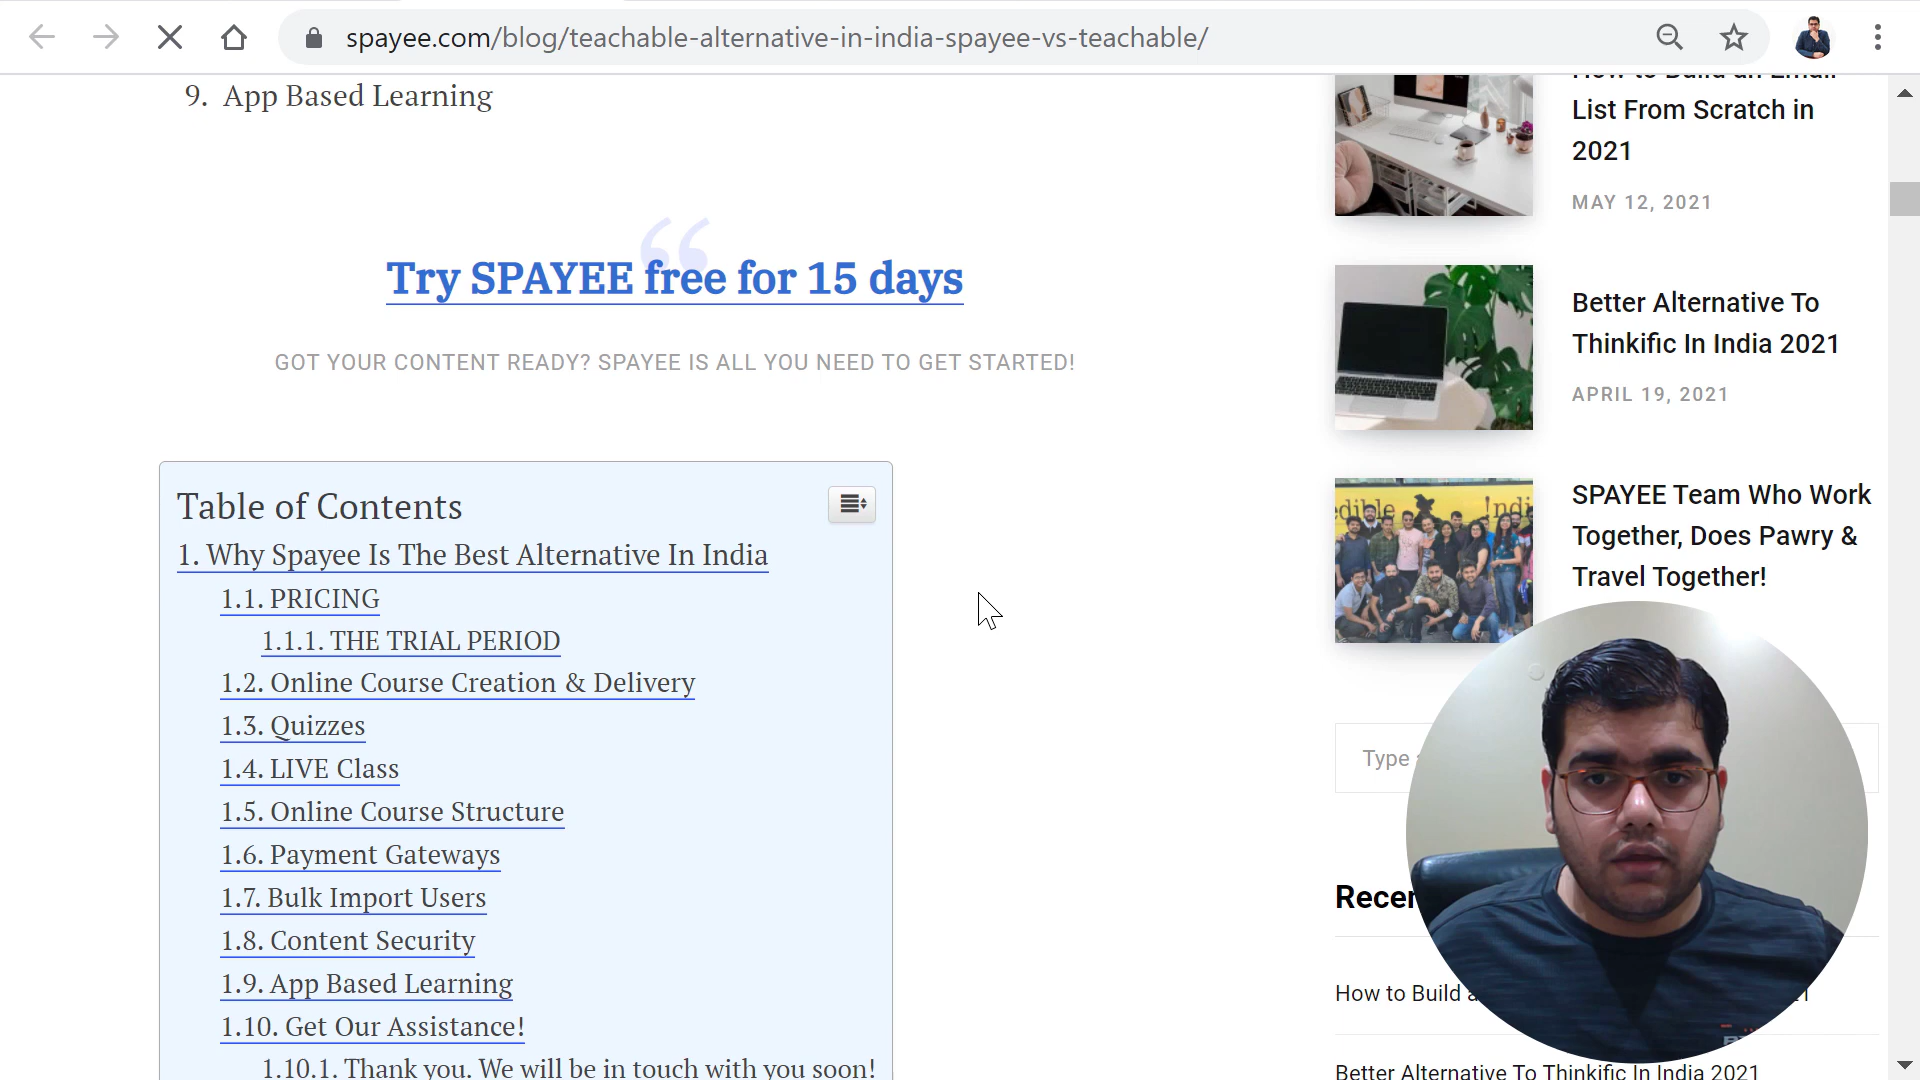 spayee.com/blog/teachable-alternative-in-india-spayee-vs-teachable/
9. App Based Learning
Try SPAYEE free for 15 days
GOT YOUR CONTENT READY? SPAYEE IS ALL YOU NEED TO GET STARTED!
Table of Contents
1. Why Spayee Is The Best Alternative In India
1.1. PRICING
1.1.1. THE TRIAL PERIOD
1.2. Online Course Creation & Delivery
1.3. Quizzes
1.4. LIVE Class
1.5. Online Course Structure
1.6. Payment Gateways
1.7. Bulk Import Users
1.8. Content Security
1.9. App Based Learning
1.10. Get Our Assistance!
1.10.1. Thank you. We will be in touch with you soon!
How to Build an Email
List From Scratch in
2021
MAY 12, 2021
Better Alternative To
Thinkific In India 2021
APRIL 19, 2021
SPAYEE Team Who Work
Together, Does Pawry &
Travel Together!
Type
How to Build
Better Alternative To Thinkific In India 2021